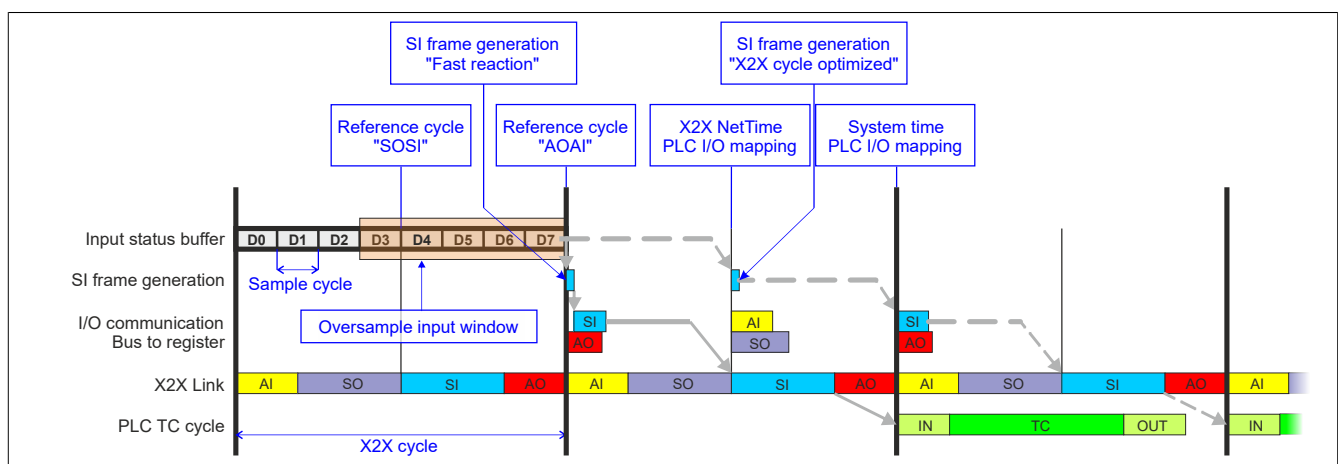 SI frame generation
"Fast reaction"
SI frame generation
"X2X cycle optimized"
Reference cycle
"SOSI"
Reference cycle
"AOAI"
X2X NetTime
PLC I/O mapping
System time
PLC I/O mapping
Input status buffer
D0 D1 D2 D3 D4 D5 D6 D7
SI frame generation
Sample cycle
Oversample input window
I/O communication
Bus to register
SI
AO
AI
SO
SI
AO
X2X Link
AI SO SI AO AI SO SI AO AI SO SI AO AI
PLC TC cycle
IN TC OUT IN
X2X cycle